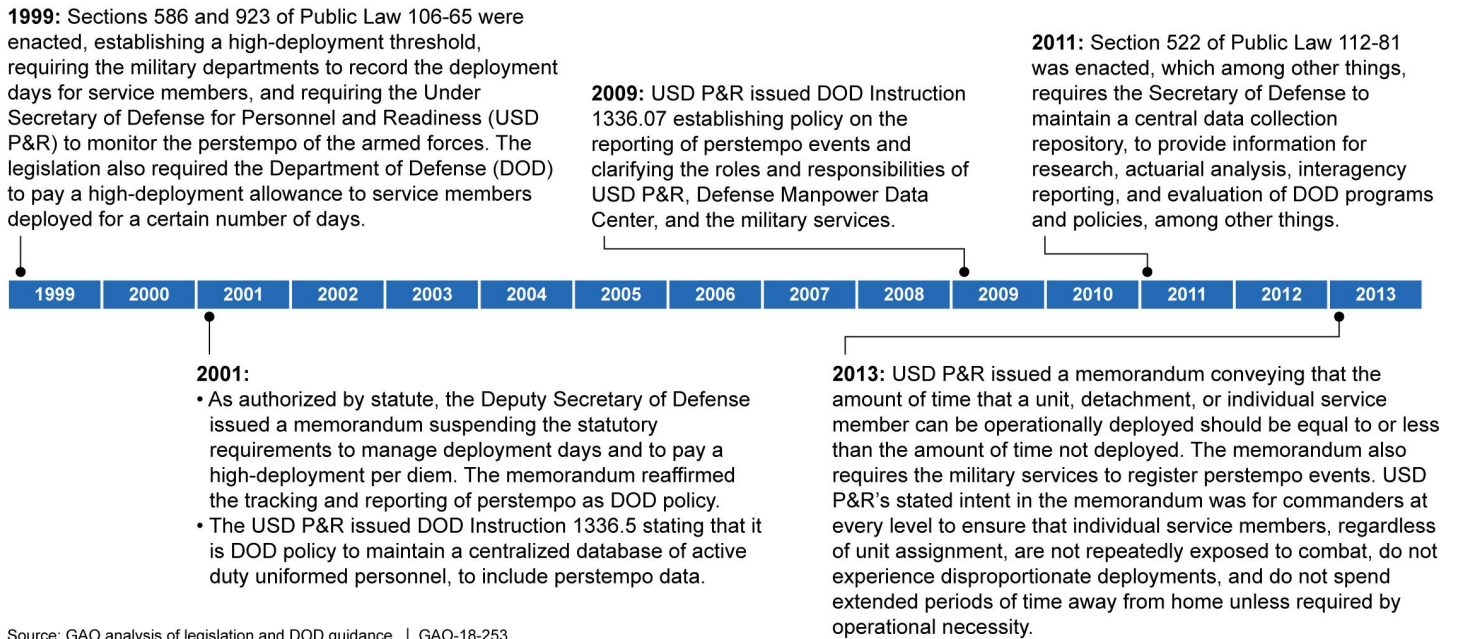 1999: Sections 586 and 923 of Public Law 106-65 were
enacted, establishing a high-deployment threshold,
requiring the military departments to record the deployment
days for service members, and requiring the Under
Secretary of Defense for Personnel and Readiness (USD
P&R) to monitor the perstempo of the armed forces. The
legislation also required the Department of Defense (DOD)
to pay a high-deployment allowance to service members
deployed for a certain number of days.
2009: USD P&R issued DOD Instruction
1336.07 establishing policy on the
reporting of perstempo events and
clarifying the roles and responsibilities of
USD P&R, Defense Manpower Data
Center, and the military services.
2011: Section 522 of Public Law 112-81
was enacted, which among other things,
requires the Secretary of Defense to
maintain a central data collection
repository, to provide information for
research, actuarial analysis, interagency
reporting, and evaluation of DOD programs
and policies, among other things.
1999 2000 2001 2002 2003 2004 2005 2006 2007 2008 2009 2010 2011 2012 2013
2001:
• As authorized by statute, the Deputy Secretary of Defense
issued a memorandum suspending the statutory
requirements to manage deployment days and to pay a
high-deployment per diem. The memorandum reaffirmed
the tracking and reporting of perstempo as DOD policy.
• The USD P&R issued DOD Instruction 1336.5 stating that it
is DOD policy to maintain a centralized database of active
duty uniformed personnel, to include perstempo data.
2013: USD P&R issued a memorandum conveying that the
amount of time that a unit, detachment, or individual service
member can be operationally deployed should be equal to or less
than the amount of time not deployed. The memorandum also
requires the military services to register perstempo events. USD
P&R's stated intent in the memorandum was for commanders at
every level to ensure that individual service members, regardless
of unit assignment, are not repeatedly exposed to combat, do not
experience disproportionate deployments, and do not spend
extended periods of time away from home unless required by
operational necessity.
Source: GAO analysis of legislation and DOD guidance. | GAO-18-253